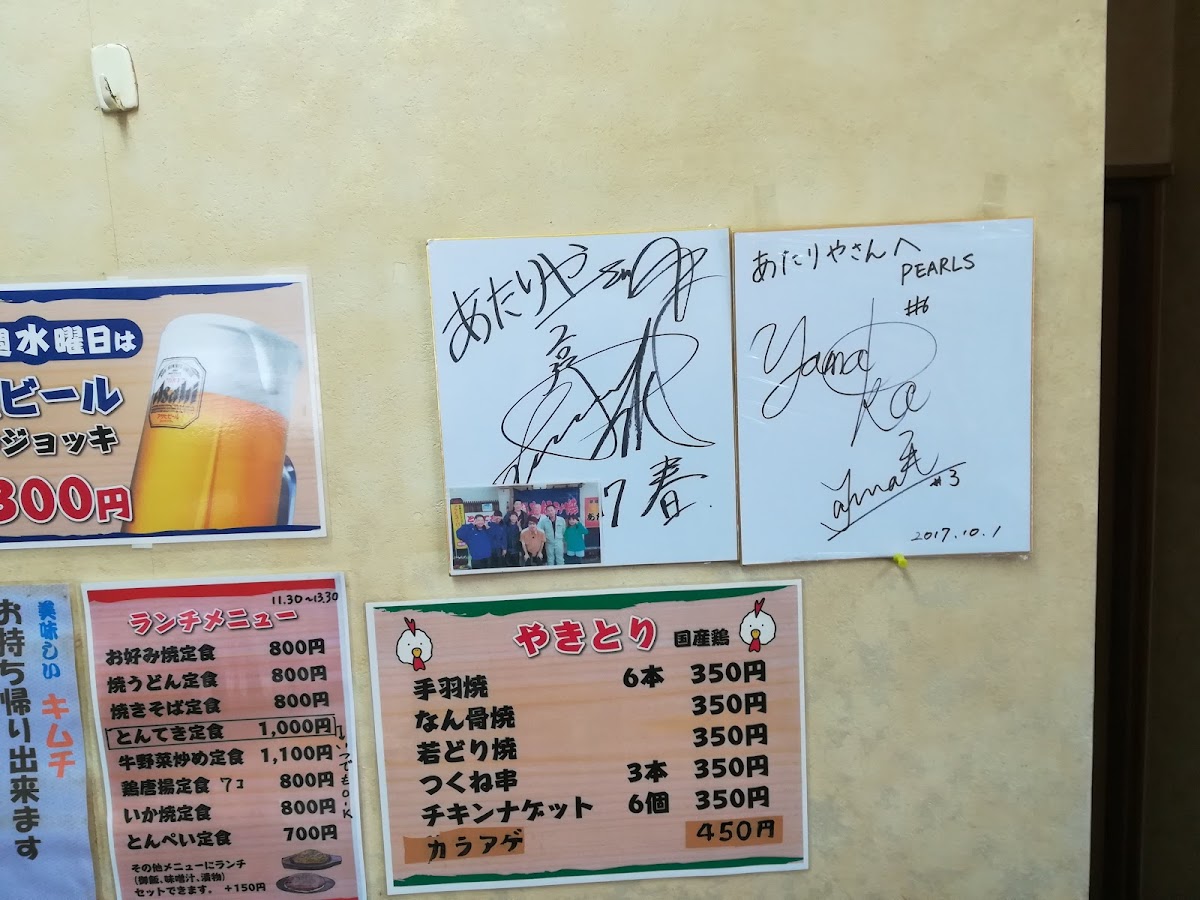 水曜日は
ビール
ジョッキ
300円
Asahi
あたりや
17 春
あたりやさんへ
PEARLS
#6
Yama
#3
2017.10.1
美味しい キムチ
お持ち帰り出来ます
11.30~13.30
ランチメニュー
お好み焼定食 800円
焼うどん定食 800円
焼きそば定食 800円
とんてき定食 1,000円
牛野菜炒め定食 1,100円
鶏唐揚定食 7コ 800円
いか焼定食 800円
とんぺい定食 700円
いつでもO.K
その他メニューにランチ
(御飯、味噌汁、漬物)
セットできます。 +150円
やきとり 国産鶏
手羽焼 6本 350円
なん骨焼 350円
若どり焼 350円
つくね串 3本 350円
チキンナゲット 6個 350円
カラアゲ 450円